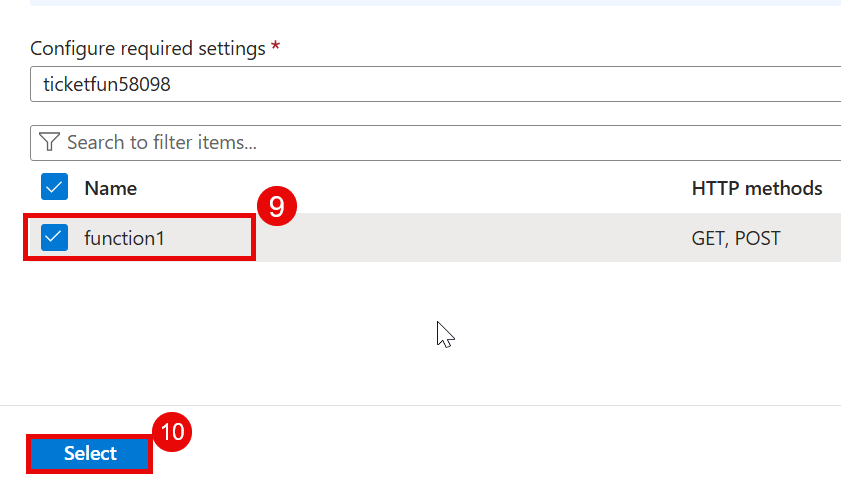 Configure required settings *
ticketfun58098
Search to filter items...
Name HTTP methods
9
function1 GET, POST
10
Select